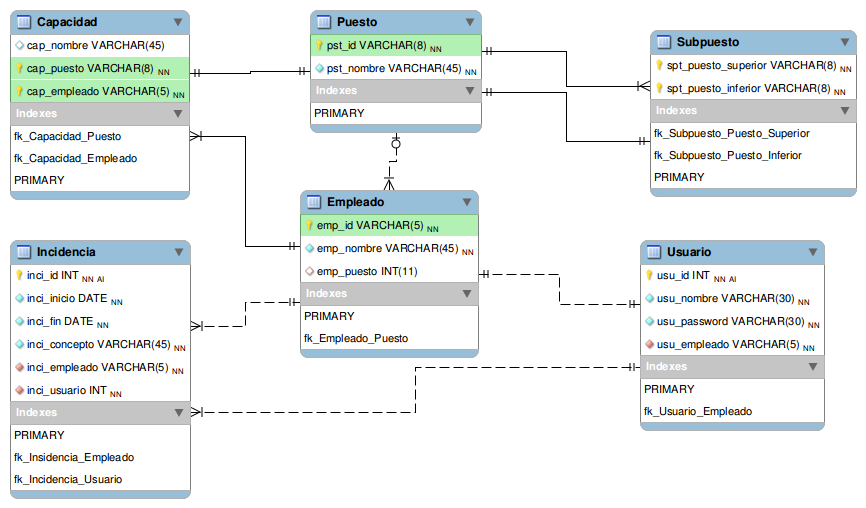 Capacidad
cap_nombre VARCHAR(45)
cap_puesto VARCHAR(8) NN
cap_empleado VARCHAR(5) NN
Indexes
fk_Capacidad_Puesto
fk_Capacidad_Empleado
PRIMARY
Puesto
pst_id VARCHAR(8) NN
pst_nombre VARCHAR(45) NN
Indexes
PRIMARY
Subpuesto
spt_puesto_superior VARCHAR(8) NN
spt_puesto_inferior VARCHAR(8) NN
Indexes
fk_Subpuesto_Puesto_Superior
fk_Subpuesto_Puesto_Inferior
PRIMARY
Empleado
emp_id VARCHAR(5) NN
emp_nombre VARCHAR(45) NN
emp_puesto INT(11)
Indexes
PRIMARY
fk_Empleado_Puesto
Incidencia
inci_id INT NN AI
inci_inicio DATE NN
inci_fin DATE NN
inci_concepto VARCHAR(45) NN
inci_empleado VARCHAR(5) NN
inci_usuario INT NN
Indexes
PRIMARY
fk_Insidencia_Empleado
fk_Incidencia_Usuario
Usuario
usu_id INT NN AI
usu_nombre VARCHAR(30) NN
usu_password VARCHAR(30) NN
usu_empleado VARCHAR(5) NN
Indexes
PRIMARY
fk_Usuario_Empleado